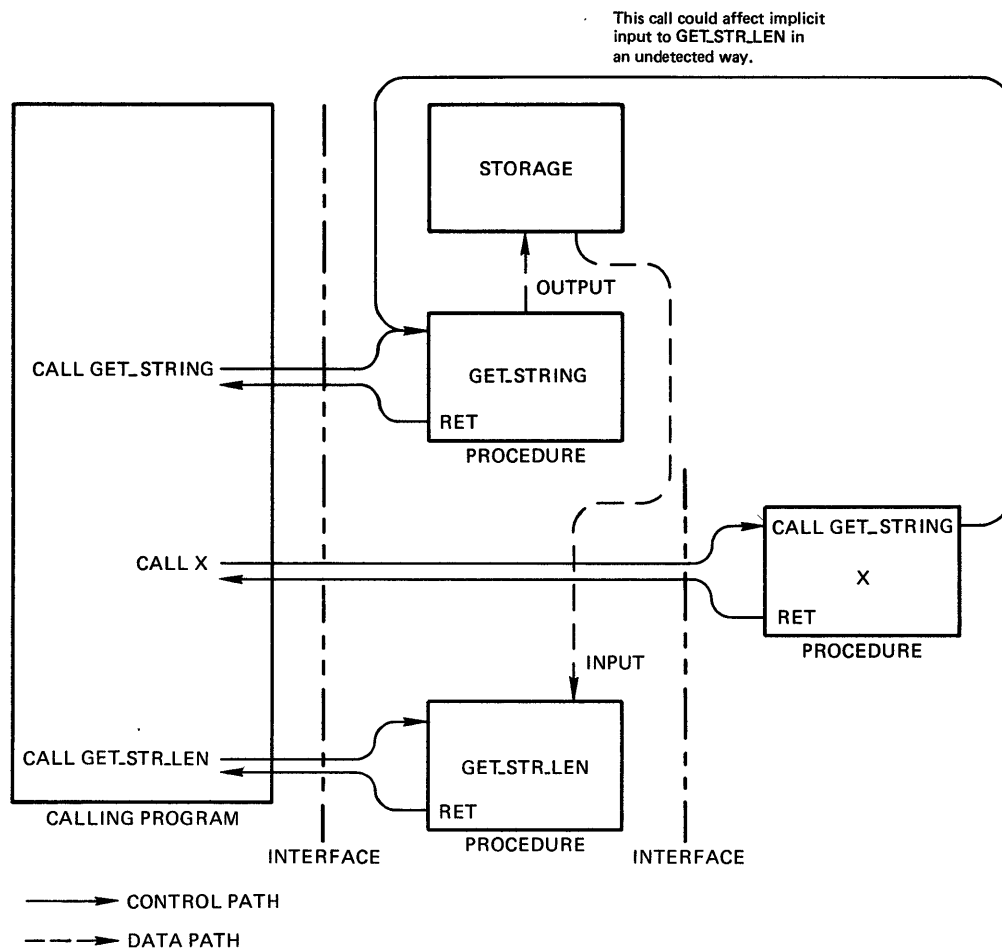 This call could affect implicit
input to GET_STR_LEN in
an undetected way.
STORAGE
OUTPUT
CALL GET_STRING
GET_STRING
RET
PROCEDURE
CALL GET_STRING
CALL X
X
RET
PROCEDURE
INPUT
CALL GET_STR_LEN
GET_STR_LEN
RET
CALLING PROGRAM
PROCEDURE
INTERFACE
INTERFACE
CONTROL PATH
DATA PATH